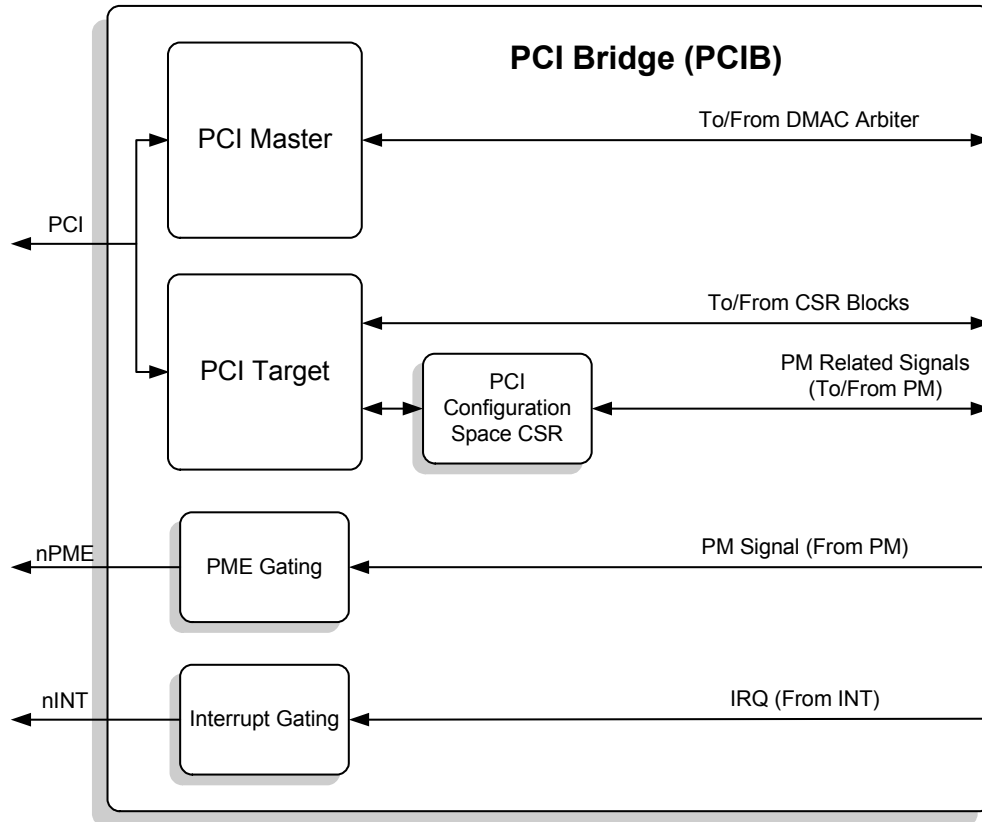 PCI Bridge (PCIB)
PCI Master
To/From DMAC Arbiter
PCI
PCI Target
To/From CSR Blocks
PCI
Configuration
Space CSR
PM Related Signals
(To/From PM)
nPME
PME Gating
PM Signal (From PM)
nINT
Interrupt Gating
IRQ (From INT)